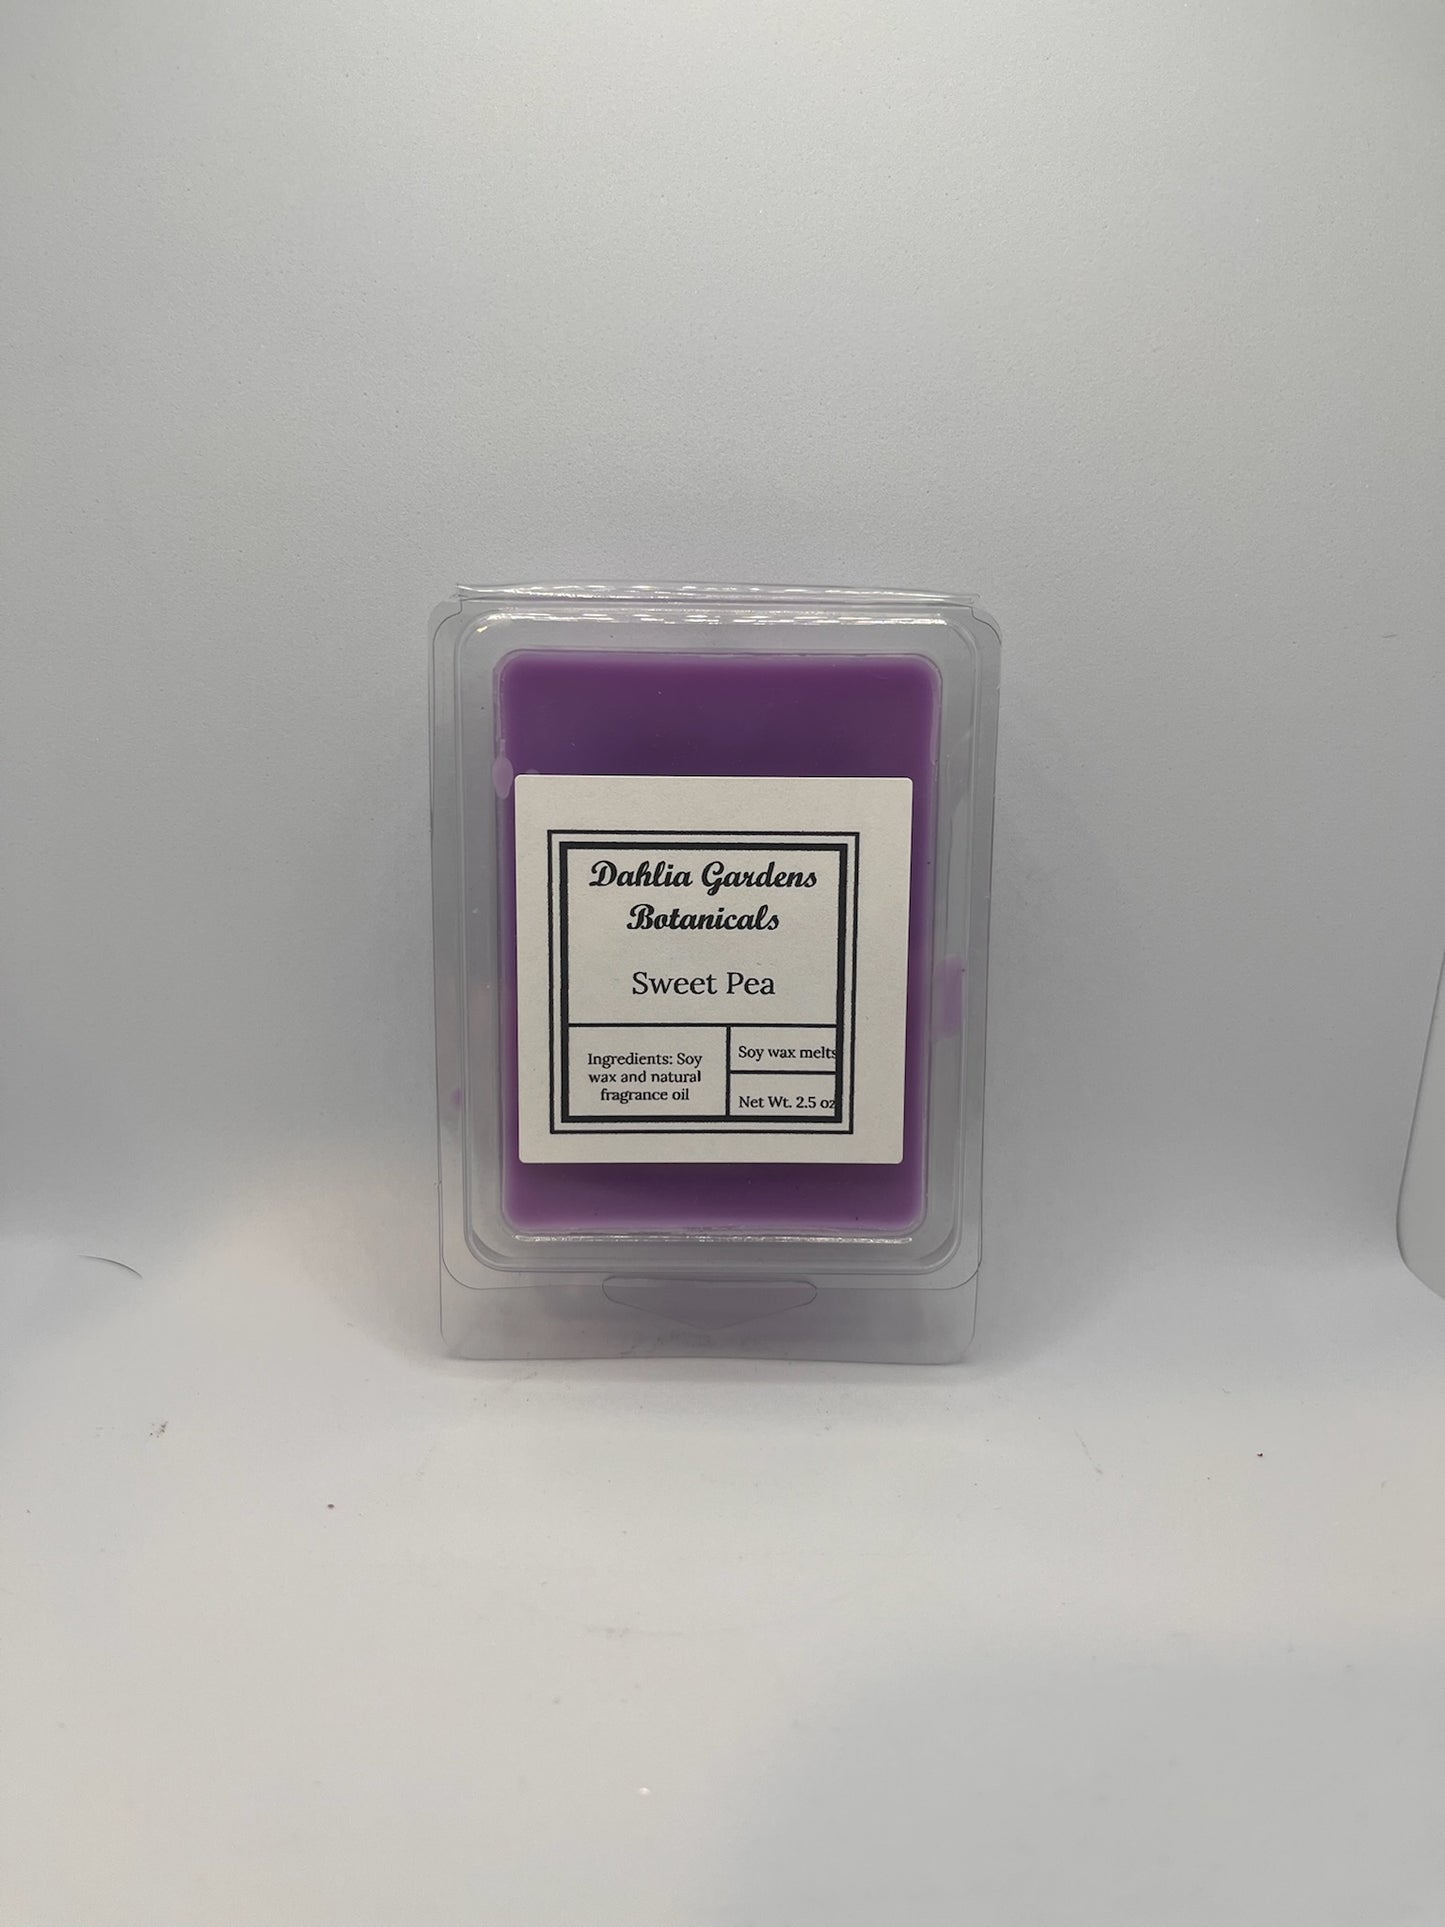 Dahlia Gardens
Botanicals
Sweet Pea
Ingredients: Soy
wax and natural
fragrance oil
Soy wax melts
Net Wt. 2.5 oz